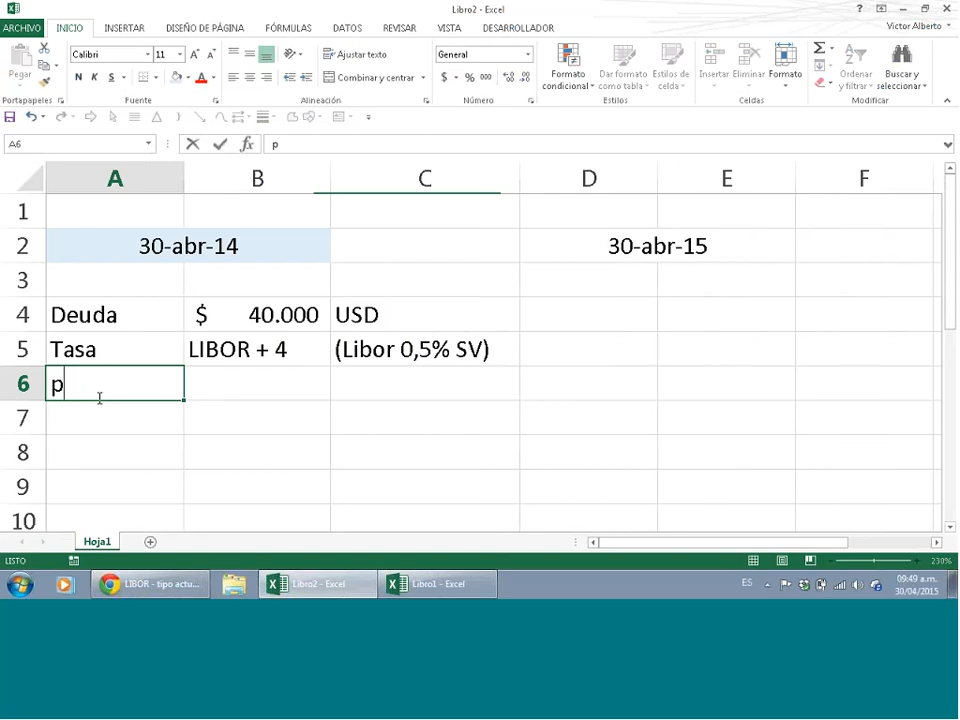 Libro2 - Excel
ARCHIVO INICIO INSERTAR DISEÑO DE PÁGINA FÓRMULAS DATOS REVISAR VISTA DESARROLLADOR Victor Alberto
Pegar
Calibri 11
N K S
Ajustar texto
Combinar y centrar
General
$ % 000
Formato condicional
Dar formato como tabla
Estilos de celda
Insertar Eliminar Formato
Ordenar y filtrar
Buscar y seleccionar
Portapapeles Fuente Alineación Número Estilos Celdas Modificar
A6 fx p
A B C D E F
1
2 30-abr-14 30-abr-15
3
4 Deuda $ 40.000 USD
5 Tasa LIBOR + 4 (Libor 0,5% SV)
6 p
7
8
9
10
Hoja1
LISTO 230%
LIBOR - tipo actu... Libro2 - Excel Libro1 - Excel ES 09:49 a.m.
30/04/2015